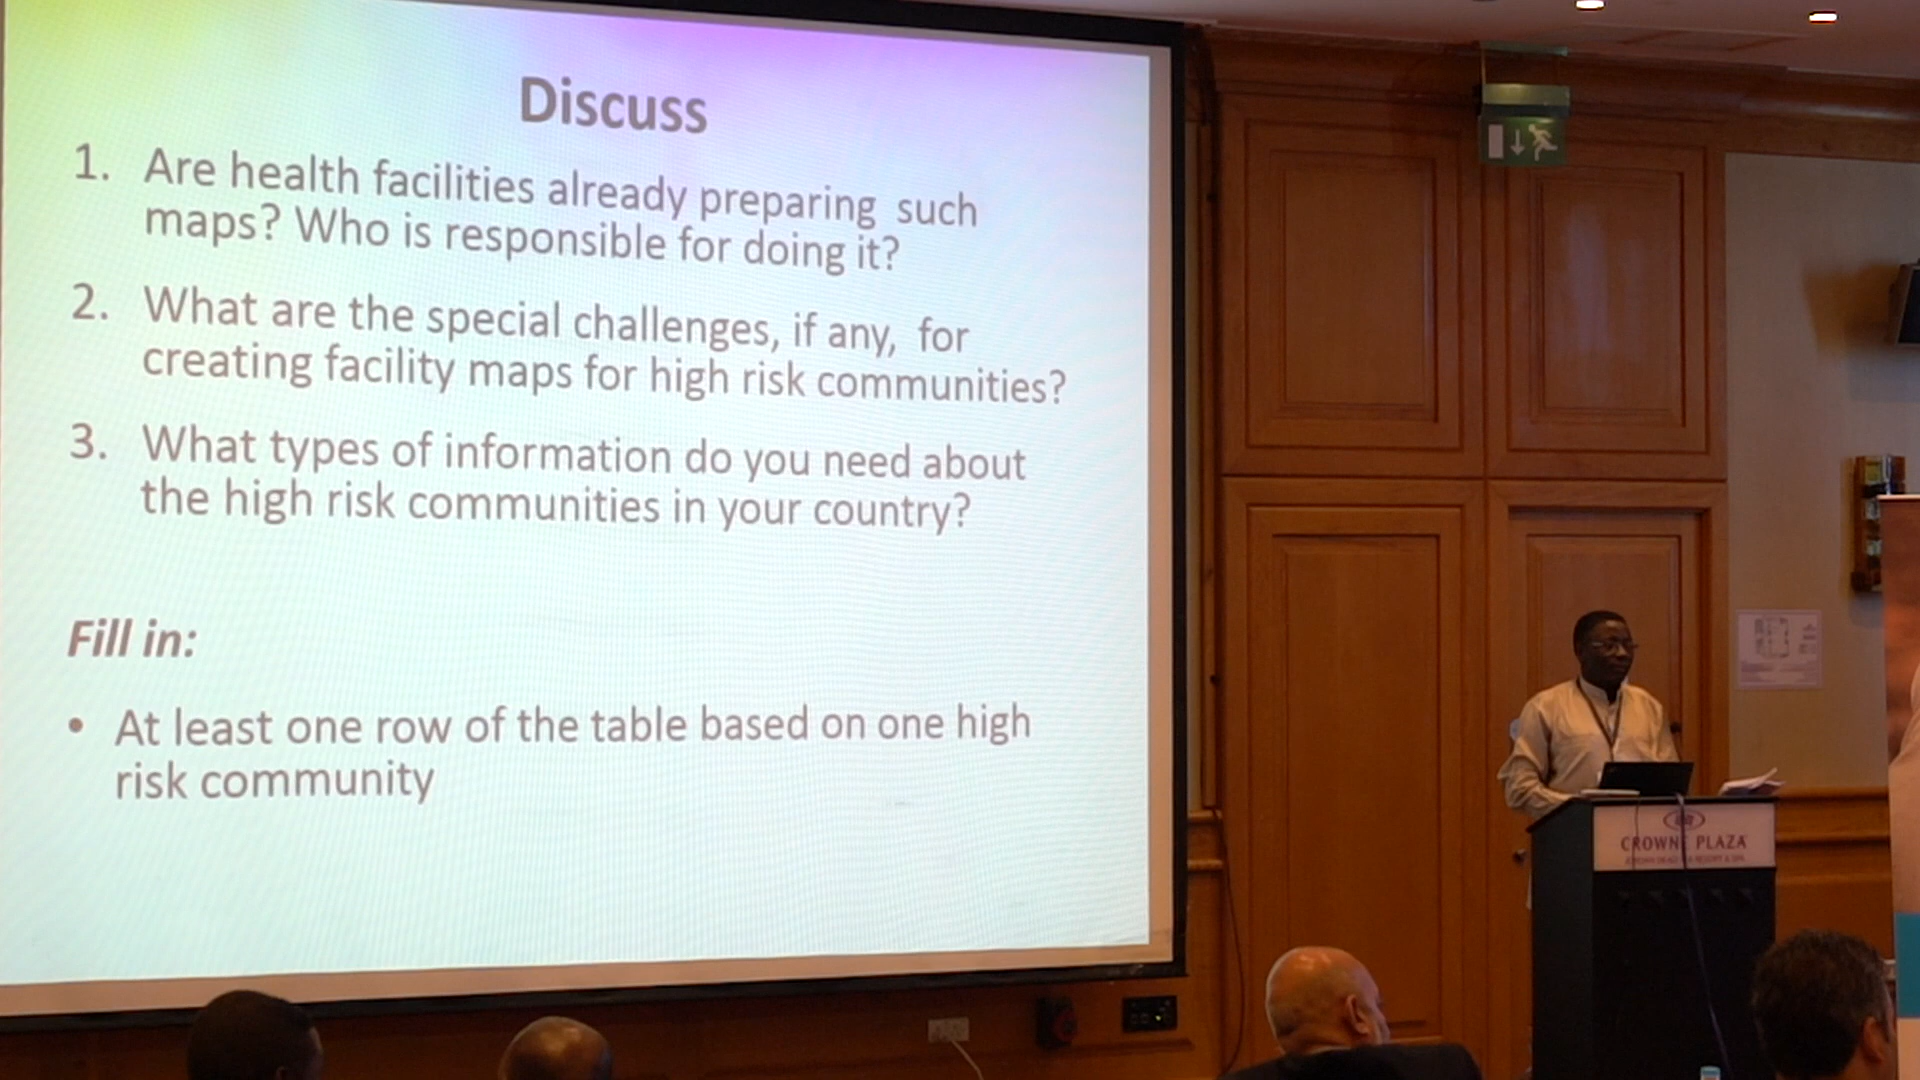 Discuss
1. Are health facilities already preparing such
maps? Who is responsible for doing it?
2. What are the special challenges, if any, for
creating facility maps for high risk communities?
3. What types of information do you need about
the high risk communities in your country?
Fill in:
• At least one row of the table based on one high
risk community
CROWNE PLAZA